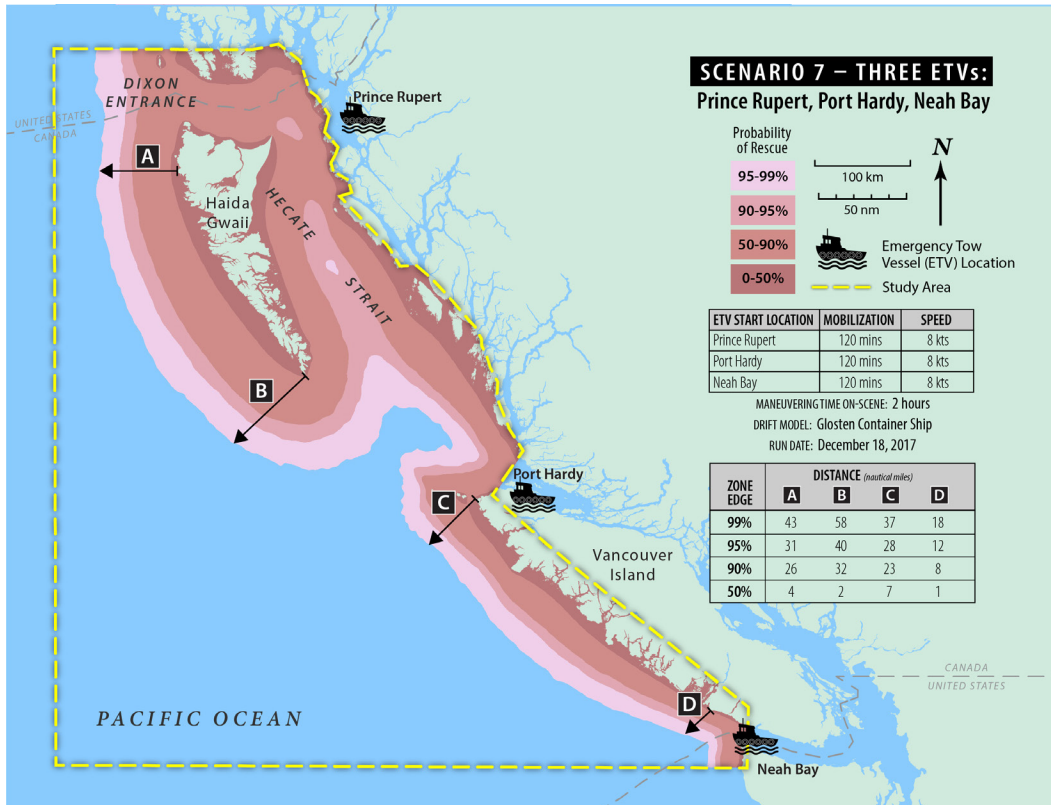 SCENARIO 7 – THREE ETVs:
Prince Rupert, Port Hardy, Neah Bay
Probability
of Rescue
95-99%
90-95%
50-90%
0-50%
100 km
50 nm
N
Emergency Tow
Vessel (ETV) Location
Study Area
ETV START LOCATION MOBILIZATION SPEED
Prince Rupert 120 mins 8 kts
Port Hardy 120 mins 8 kts
Neah Bay 120 mins 8 kts
MANEUVERING TIME ON-SCENE: 2 hours
DRIFT MODEL: Glosten Container Ship
RUN DATE: December 18, 2017
ZONE
EDGE
DISTANCE (nautical miles)
A B C D
99% 43 58 37 18
95% 31 40 28 12
90% 26 32 23 8
50% 4 2 7 1
DIXON
ENTRANCE
UNITED STATES
CANADA
Prince Rupert
A
Haida
Gwaii
HECATE
STRAIT
B
Port Hardy
C
Vancouver
Island
D
CANADA
UNITED STATES
PACIFIC OCEAN
Neah Bay